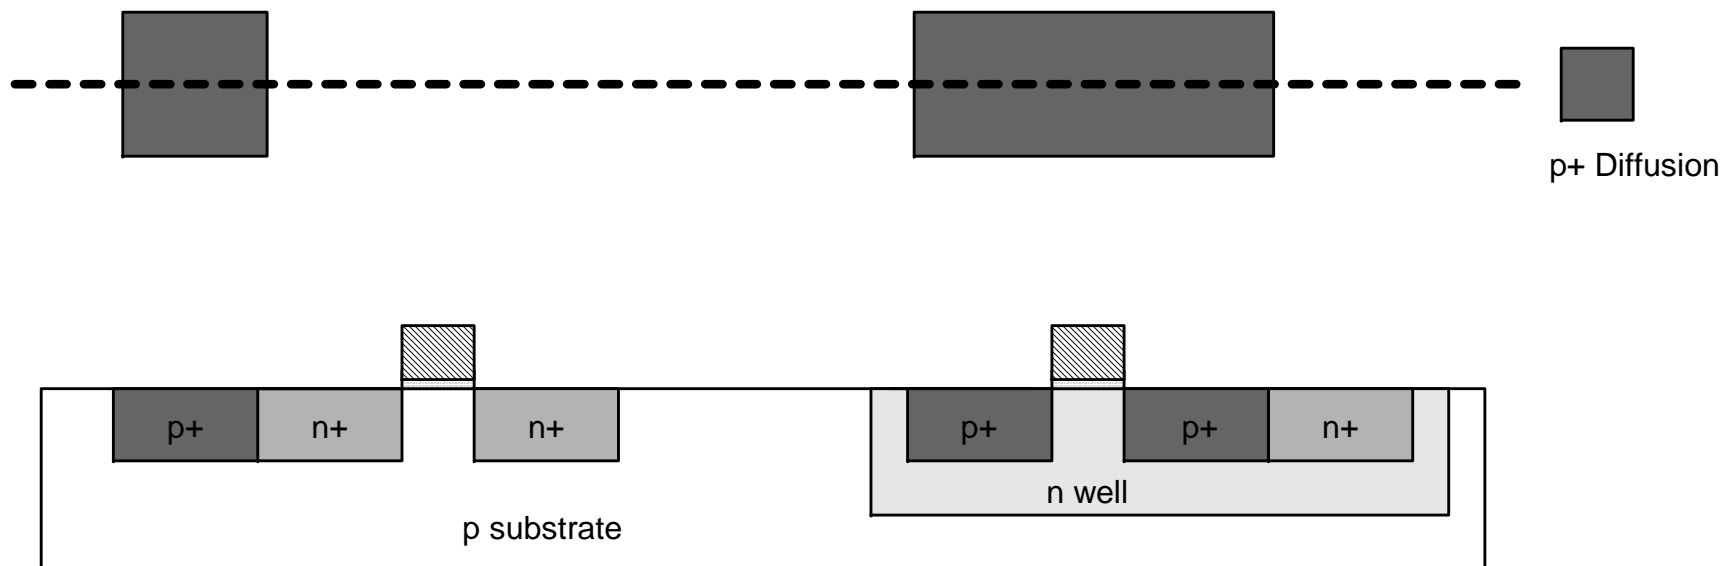 p+ Diffusion
p+ n+ n+ p+ p+ n+
n well
p substrate